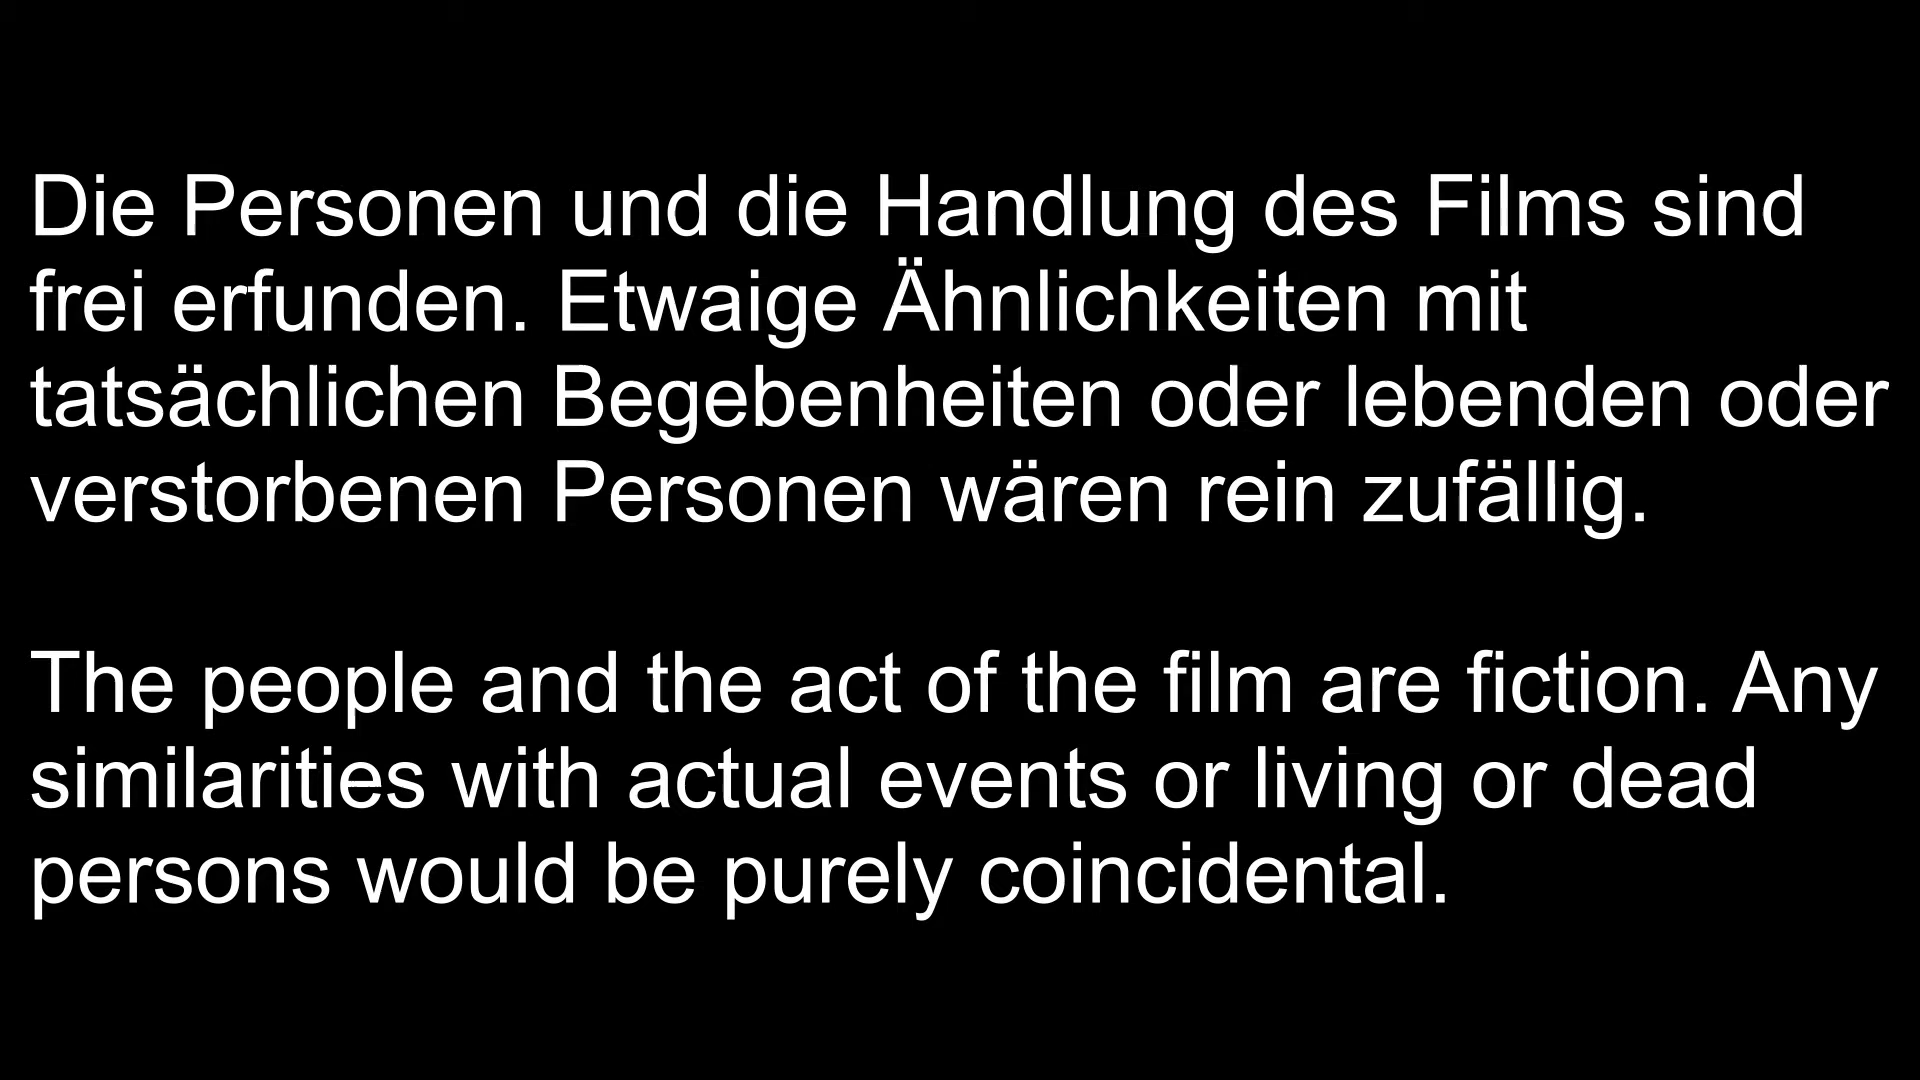 Die Personen und die Handlung des Films sind
frei erfunden. Etwaige Ähnlichkeiten mit
tatsächlichen Begebenheiten oder lebenden oder
verstorbenen Personen wären rein zufällig.
The people and the act of the film are fiction. Any
similarities with actual events or living or dead
persons would be purely coincidental.